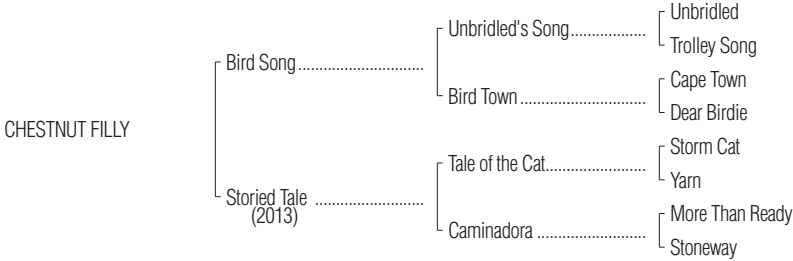 Unbridled
Unbridled's Song..................
Trolley Song
Bird Song..............................
Cape Town
Bird Town..............................
Dear Birdie
CHESTNUT FILLY
Storm Cat
Tale of the Cat........................
Yarn
Storied Tale ..........................
(2013)
More Than Ready
Caminadora ..........................
Stoneway